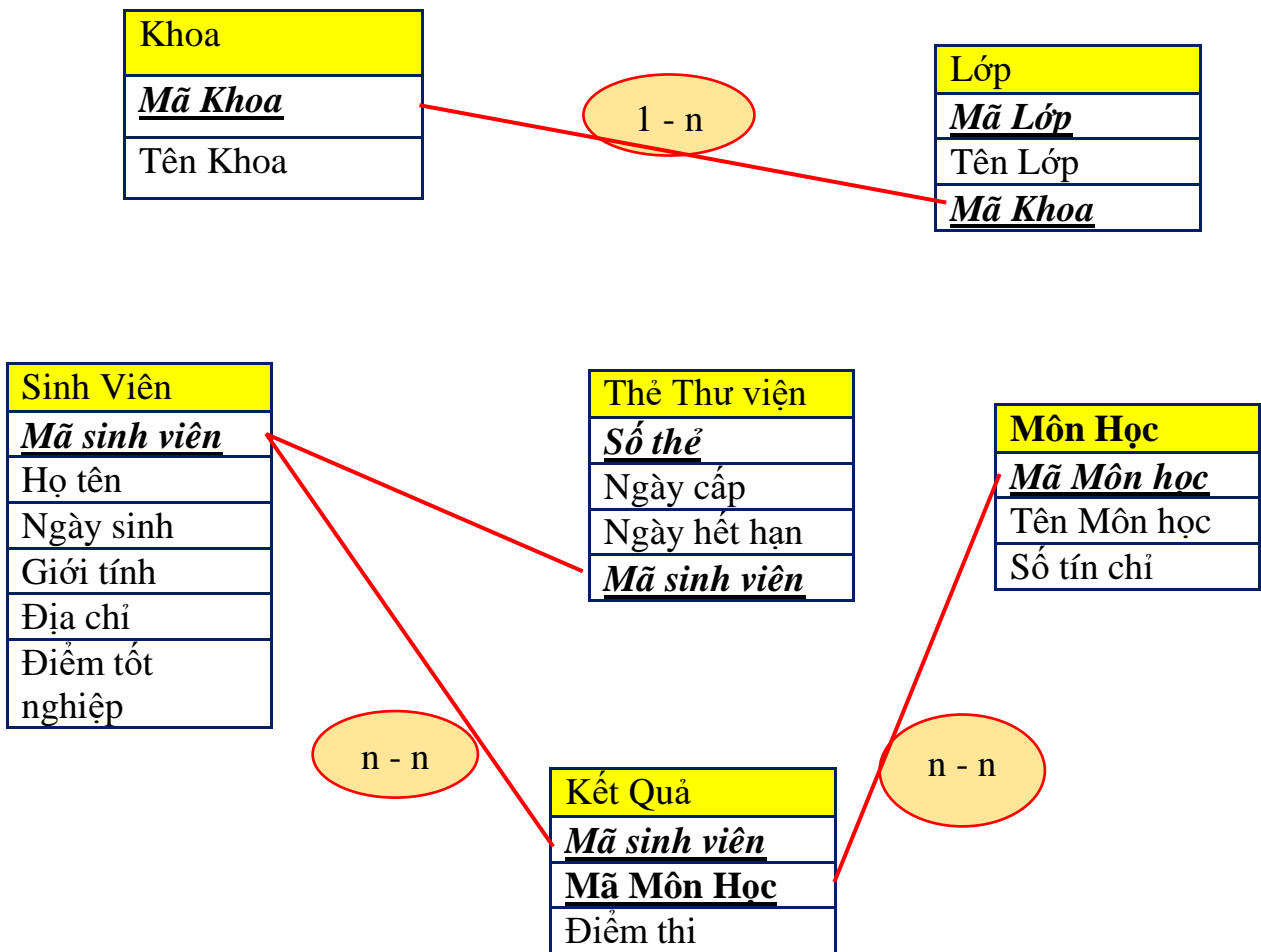 Khoa
Mã Khoa
Tên Khoa
1 - n
Lớp
Mã Lớp
Tên Lớp
Mã Khoa
Sinh Viên
Mã sinh viên
Họ tên
Ngày sinh
Giới tính
Địa chỉ
Điểm tốt
nghiệp
Thẻ Thư viện
Số thẻ
Ngày cấp
Ngày hết hạn
Mã sinh viên
Môn Học
Mã Môn học
Tên Môn học
Số tín chỉ
n - n
n - n
Kết Quả
Mã sinh viên
Mã Môn Học
Điểm thi